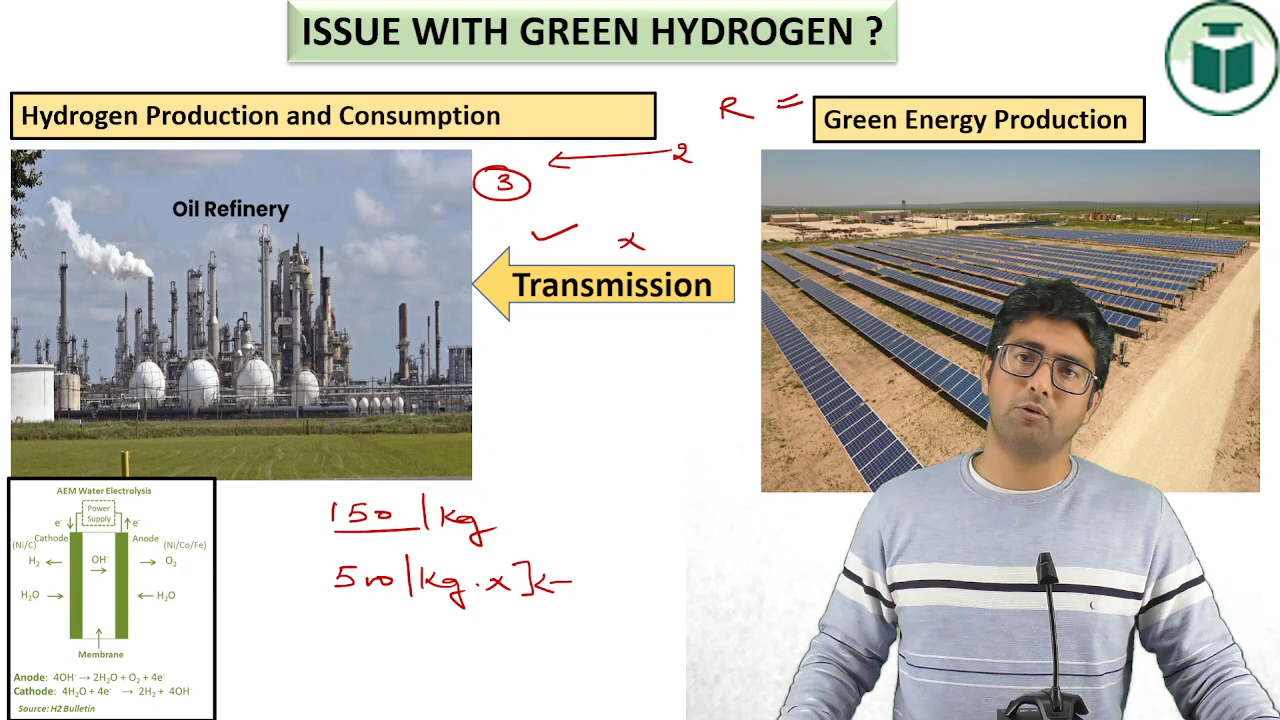 ISSUE WITH GREEN HYDROGEN ?
Hydrogen Production and Consumption
R =
Green Energy Production
3
2
Oil Refinery
x
Transmission
AEM Water Electrolysis
Power
Supply
e⁻
e⁻
Cathode
Anode
(Ni/C)
(Ni/Co/Fe)
H₂
OH⁻
O₂
H₂O
H₂O
Membrane
Anode: 4OH⁻ → 2H₂O + O₂ + 4e⁻
Cathode: 4H₂O + 4e⁻ → 2H₂ + 4OH⁻
Source: H2 Bulletin
150/kg
500/kg. x]